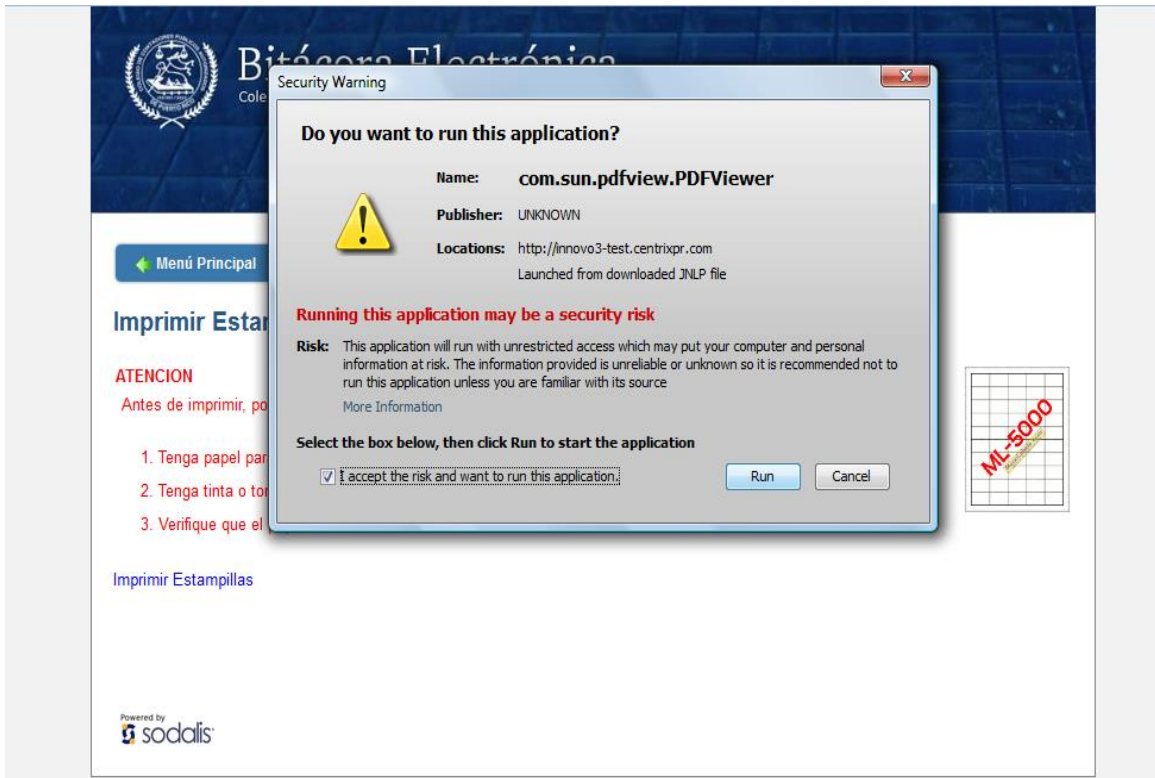 Bitácora Electrónica
Cole
Security Warning
Do you want to run this application?
Name: com.sun.pdfview.PDFViewer
Publisher: UNKNOWN
Locations: http://innovo3-test.centrixpr.com
Launched from downloaded JNLP file
Running this application may be a security risk
Risk: This application will run with unrestricted access which may put your computer and personal
information at risk. The information provided is unreliable or unknown so it is recommended not to
run this application unless you are familiar with its source
More Information
Select the box below, then click Run to start the application
I accept the risk and want to run this application.
Run
Cancel
Menú Principal
Imprimir Estam
ATENCION
Antes de imprimir, po
1. Tenga papel par
2. Tenga tinta o ton
3. Verifique que el
ML-5000
Imprimir Estampillas
Powered by
sodalis